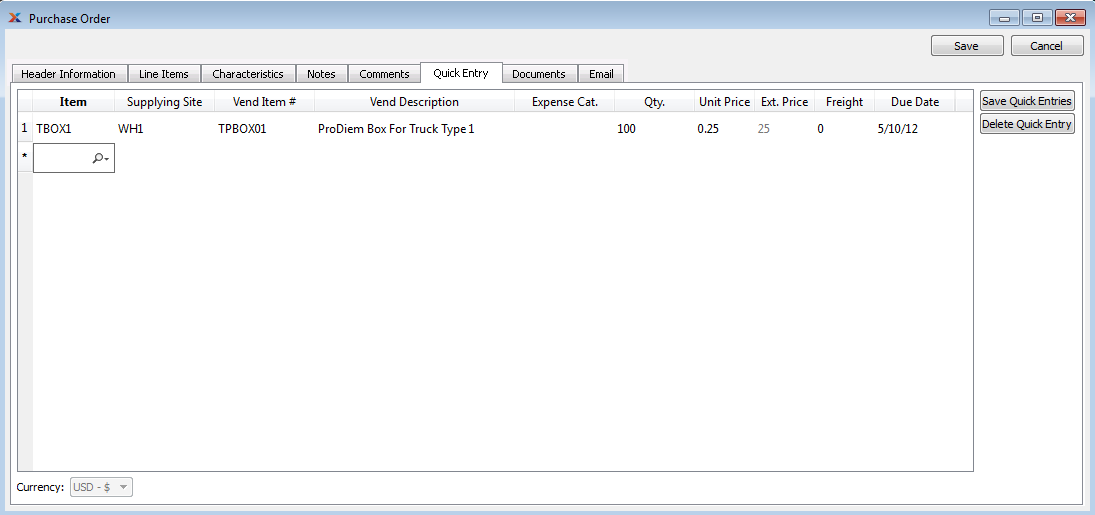 Purchase Order
Save Cancel
Header Information Line Items Characteristics Notes Comments Quick Entry Documents Email
Item Supplying Site Vend Item # Vend Description Expense Cat. Qty. Unit Price Ext. Price Freight Due Date
Save Quick Entries
1 TBOX1 WH1 TPBOX01 ProDiem Box For Truck Type 1 100 0.25 25 0 5/10/12
Delete Quick Entry
*
Currency: USD - $